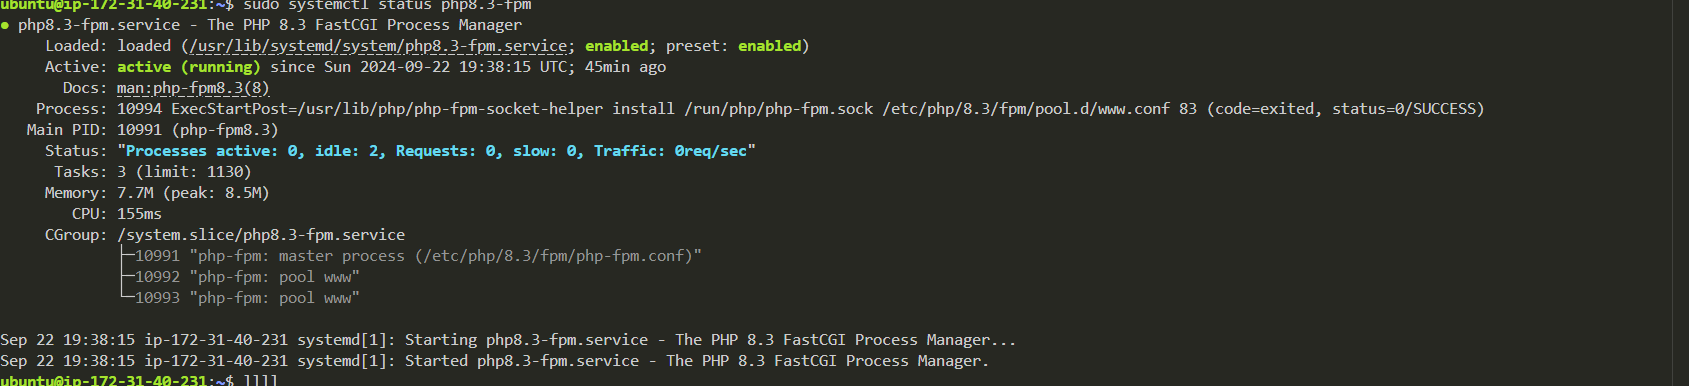 ubuntu@ip-172-31-40-231:~$ sudo systemctl status php8.3-fpm
● php8.3-fpm.service - The PHP 8.3 FastCGI Process Manager
Loaded: loaded (/usr/lib/systemd/system/php8.3-fpm.service; enabled; preset: enabled)
Active: active (running) since Sun 2024-09-22 19:38:15 UTC; 45min ago
Docs: man:php-fpm8.3(8)
Process: 10994 ExecStartPost=/usr/lib/php/php-fpm-socket-helper install /run/php/php-fpm.sock /etc/php/8.3/fpm/pool.d/www.conf 83 (code=exited, status=0/SUCCESS)
Main PID: 10991 (php-fpm8.3)
Status: "Processes active: 0, idle: 2, Requests: 0, slow: 0, Traffic: 0req/sec"
Tasks: 3 (limit: 1130)
Memory: 7.7M (peak: 8.5M)
CPU: 155ms
CGroup: /system.slice/php8.3-fpm.service
├─10991 "php-fpm: master process (/etc/php/8.3/fpm/php-fpm.conf)"
├─10992 "php-fpm: pool www"
└─10993 "php-fpm: pool www"
Sep 22 19:38:15 ip-172-31-40-231 systemd[1]: Starting php8.3-fpm.service - The PHP 8.3 FastCGI Process Manager...
Sep 22 19:38:15 ip-172-31-40-231 systemd[1]: Started php8.3-fpm.service - The PHP 8.3 FastCGI Process Manager.
ubuntu@ip-172-31-40-231:~$ llll